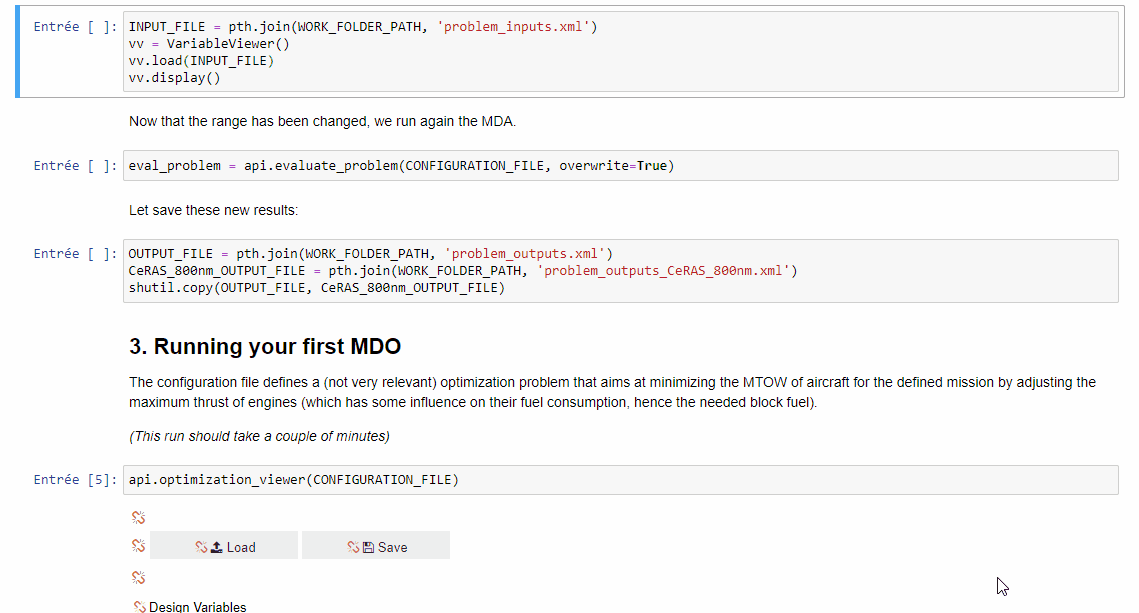 Entrée [ ]: INPUT_FILE = pth.join(WORK_FOLDER_PATH, 'problem_inputs.xml')
vv = VariableViewer()
vv.load(INPUT_FILE)
vv.display()
Now that the range has been changed, we run again the MDA.
Entrée [ ]: eval_problem = api.evaluate_problem(CONFIGURATION_FILE, overwrite=True)
Let save these new results:
Entrée [ ]: OUTPUT_FILE = pth.join(WORK_FOLDER_PATH, 'problem_outputs.xml')
CeRAS_800nm_OUTPUT_FILE = pth.join(WORK_FOLDER_PATH, 'problem_outputs_CeRAS_800nm.xml')
shutil.copy(OUTPUT_FILE, CeRAS_800nm_OUTPUT_FILE)
3. Running your first MDO
The configuration file defines a (not very relevant) optimization problem that aims at minimizing the MTOW of aircraft for the defined mission by adjusting the
maximum thrust of engines (which has some influence on their fuel consumption, hence the needed block fuel).
(This run should take a couple of minutes)
Entrée [5]: api.optimization_viewer(CONFIGURATION_FILE)
Load Save
Design Variables